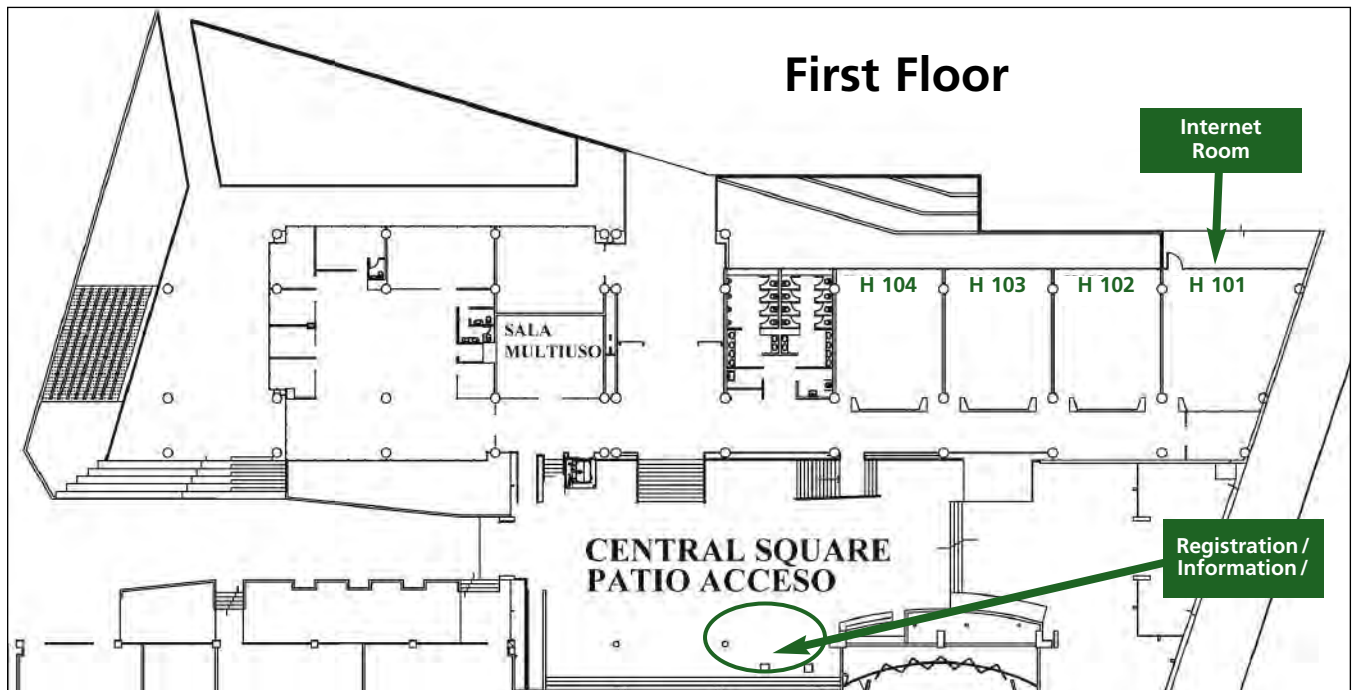 First Floor
Internet
Room
H 104
H 103
H 102
H 101
SALA
MULTIUSO
CENTRAL SQUARE
PATIO ACCESO
Registration /
Information /